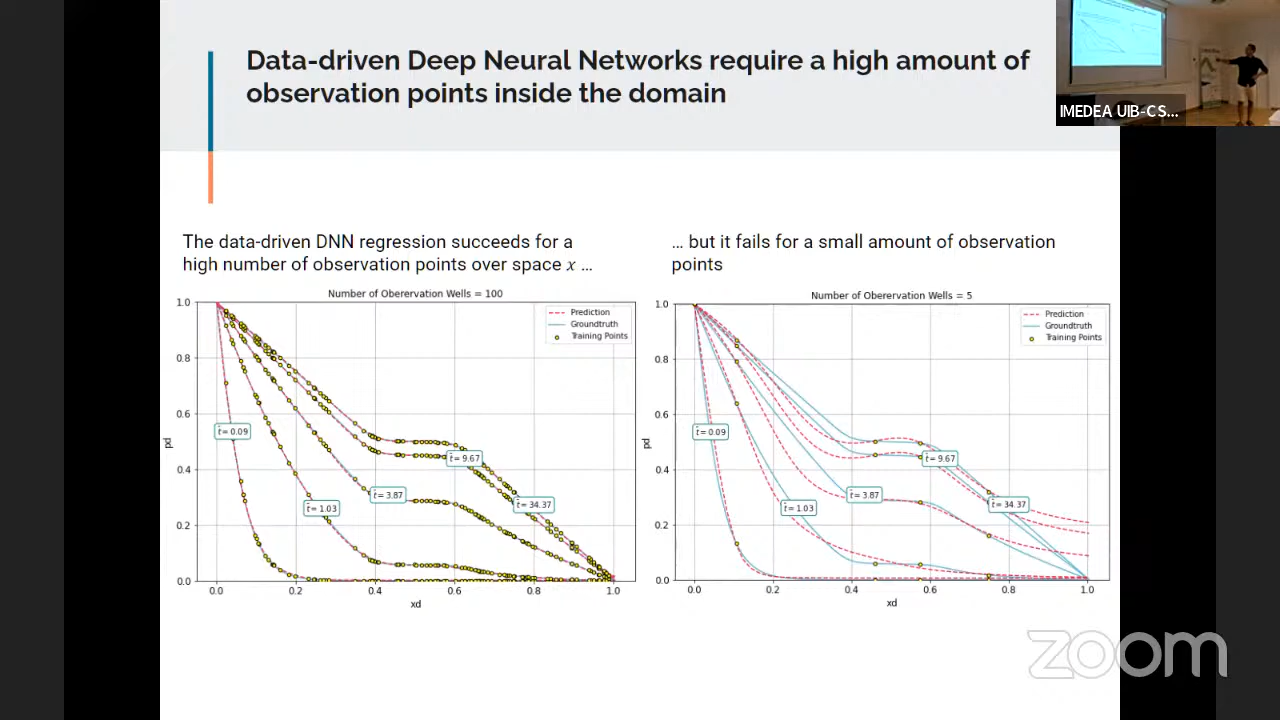 Data-driven Deep Neural Networks require a high amount of
observation points inside the domain
IMEDEA UIB-CS...
The data-driven DNN regression succeeds for a
high number of observation points over space x ...
... but it fails for a small amount of observation
points
Number of Oberervation Wells = 100
Prediction
Groundtruth
Training Points
1.0
0.8
0.6
0.4
0.2
0.0
pd
t̂ = 0.09
t̂ = 1.03
t̂ = 3.87
t̂ = 9.67
t̂ = 34.37
0.0 0.2 0.4 0.6 0.8 1.0
xd
Number of Oberervation Wells = 5
Prediction
Groundtruth
Training Points
1.0
0.8
0.6
0.4
0.2
0.0
pd
t̂ = 0.09
t̂ = 1.03
t̂ = 3.87
t̂ = 9.67
t̂ = 34.37
0.0 0.2 0.4 0.6 0.8 1.0
xd
zoom